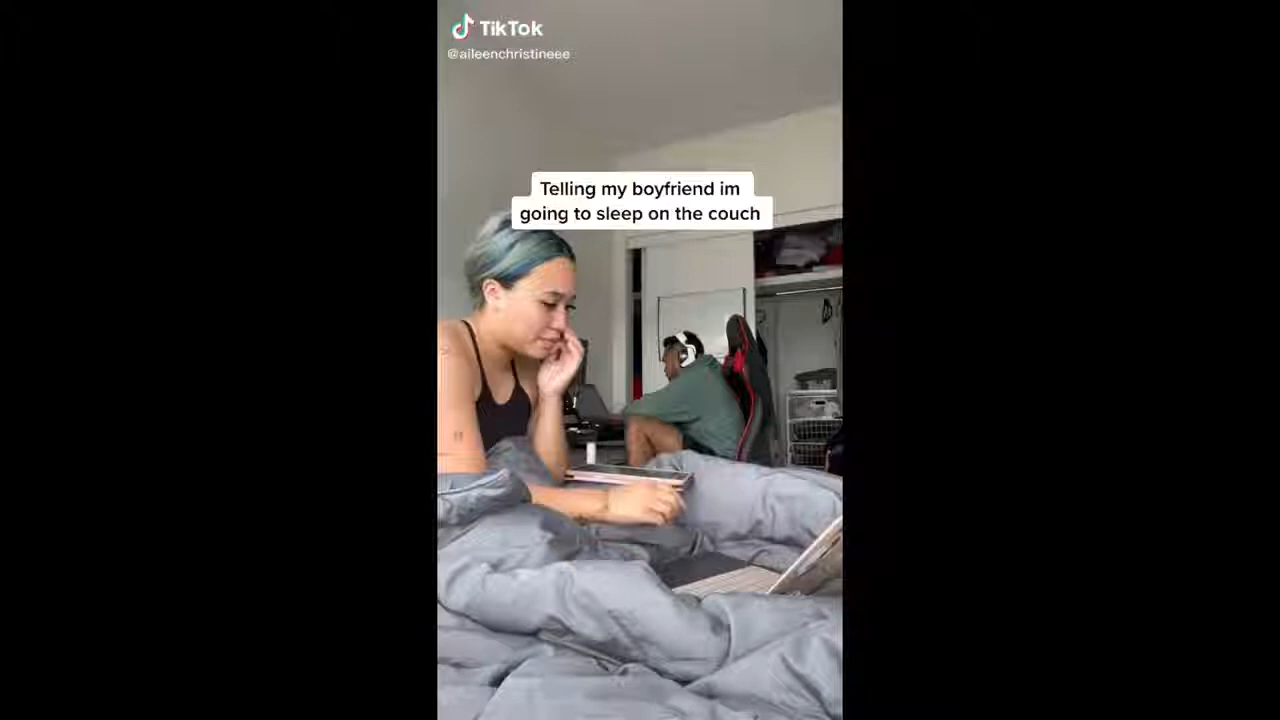 TikTok
@aileenchristineee
Telling my boyfriend im
going to sleep on the couch